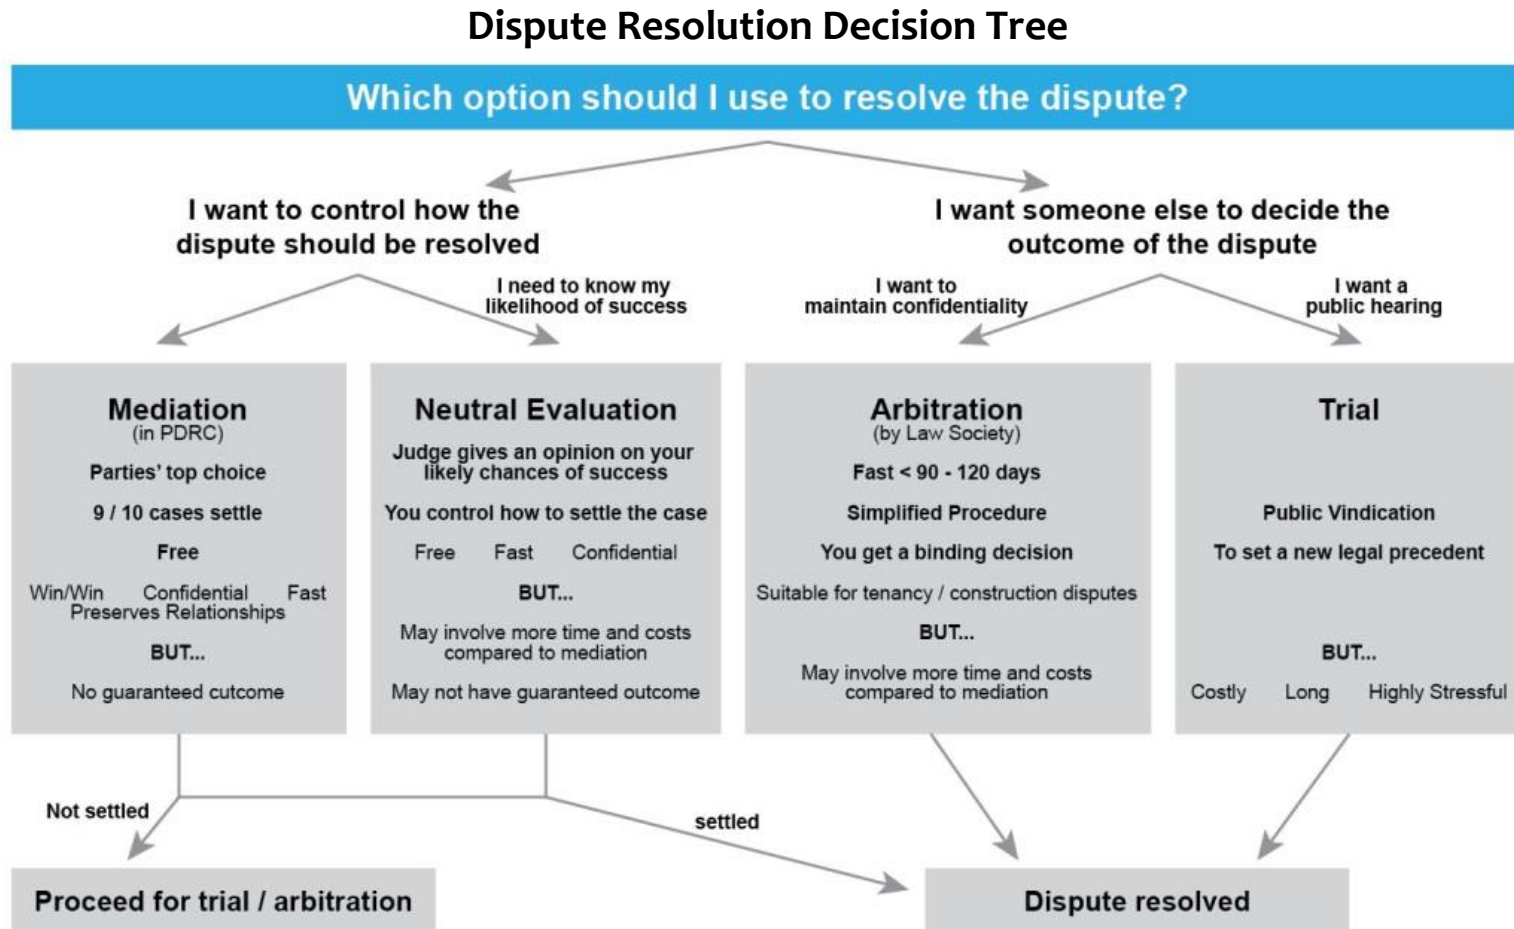 Dispute Resolution Decision Tree
Which option should I use to resolve the dispute?
I want to control how the
dispute should be resolved
I want someone else to decide the
outcome of the dispute
I need to know my
likelihood of success
I want to
maintain confidentiality
I want a
public hearing
Mediation
(in PDRC)
Parties' top choice
9 / 10 cases settle
Free
Win/Win Confidential Fast
Preserves Relationships
BUT...
No guaranteed cutcome
Neutral Evaluation
Judge gives an opinion on your
likely chances of success
You control how to settle the case
Free Fast Confidential
BUT...
May involve more time and costs
compared to mediation
May not have guaranteed outcome
Arbitration
(by Law Society)
Fast < 90 - 120 days
Simplified Procedure
You get a binding decision
Suitable for tenancy / construction disputes
BUT...
May involve more time and costs
compared to mediation
Trial
Public Vindication
To set a new legal precedent
BUT...
Costly Long Highly Stressful
Not settled
settled
Proceed for trial / arbitration
Dispute resolved